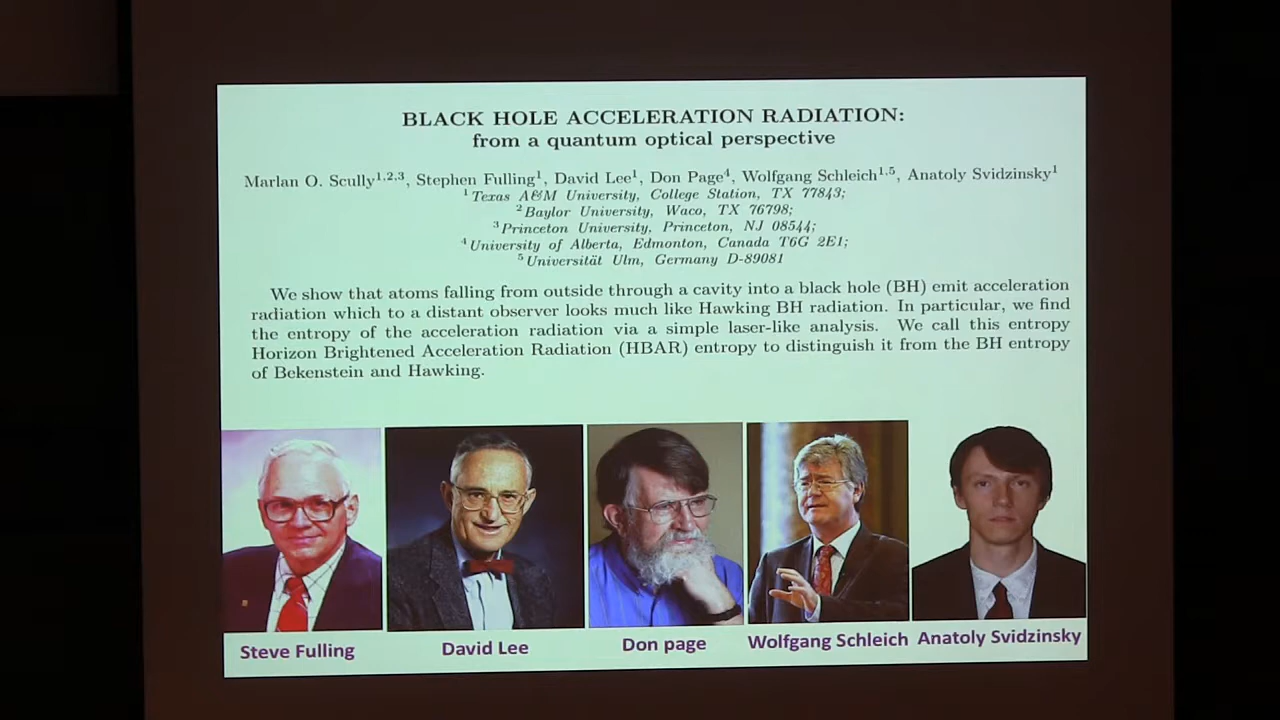 BLACK HOLE ACCELERATION RADIATION:
from a quantum optical perspective
Marlan O. Scully1,2,3, Stephen Fulling1, David Lee1, Don Page4, Wolfgang Schleich1,5, Anatoly Svidzinsky1
1Texas A&M University, College Station, TX 77843;
2Baylor University, Waco, TX 76798;
3Princeton University, Princeton, NJ 08544;
4University of Alberta, Edmonton, Canada T6G 2E1;
5Universität Ulm, Germany D-89081
We show that atoms falling from outside through a cavity into a black hole (BH) emit acceleration
radiation which to a distant observer looks much like Hawking BH radiation. In particular, we find
the entropy of the acceleration radiation via a simple laser-like analysis. We call this entropy
Horizon Brightened Acceleration Radiation (HBAR) entropy to distinguish it from the BH entropy
of Bekenstein and Hawking.
Steve Fulling David Lee Don page Wolfgang Schleich Anatoly Svidzinsky